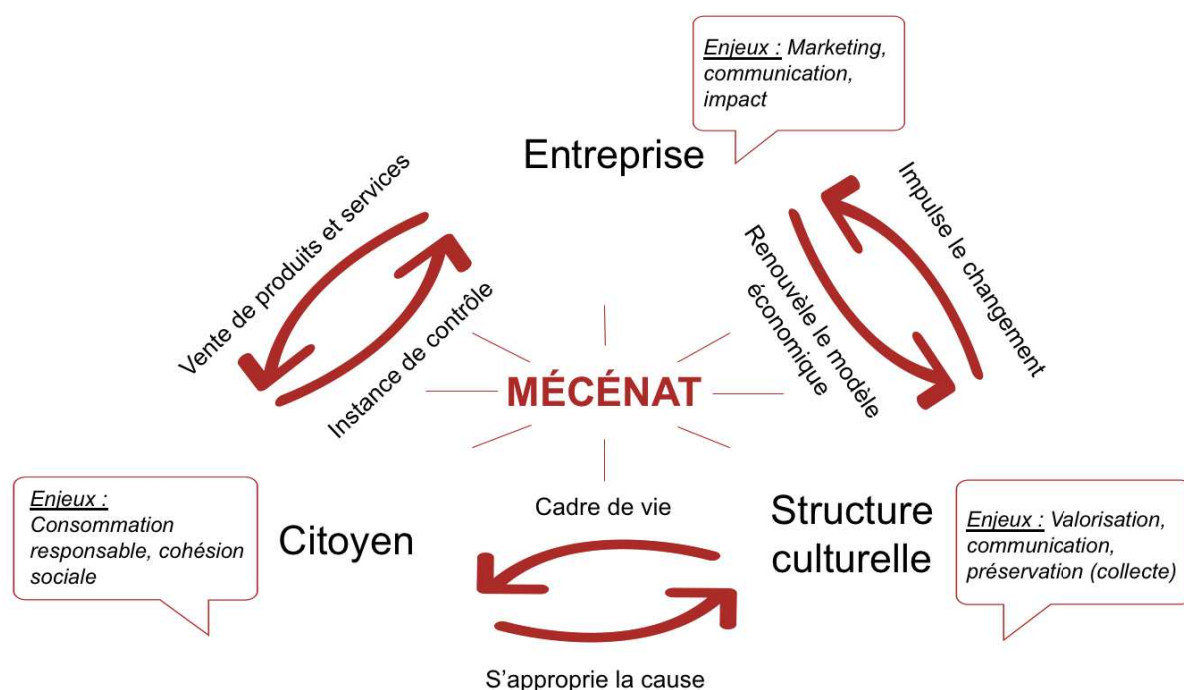 Enjeux : Marketing,
communication,
impact
Entreprise
Vente de produits et services
Instance de contrôle
Impulse le changement
Renouvèle le modèle
économique
MÉCÉNAT
Enjeux :
Consommation
responsable, cohésion
sociale
Citoyen
Cadre de vie
Structure
culturelle
Enjeux : Valorisation,
communication,
préservation (collecte)
S'approprie la cause